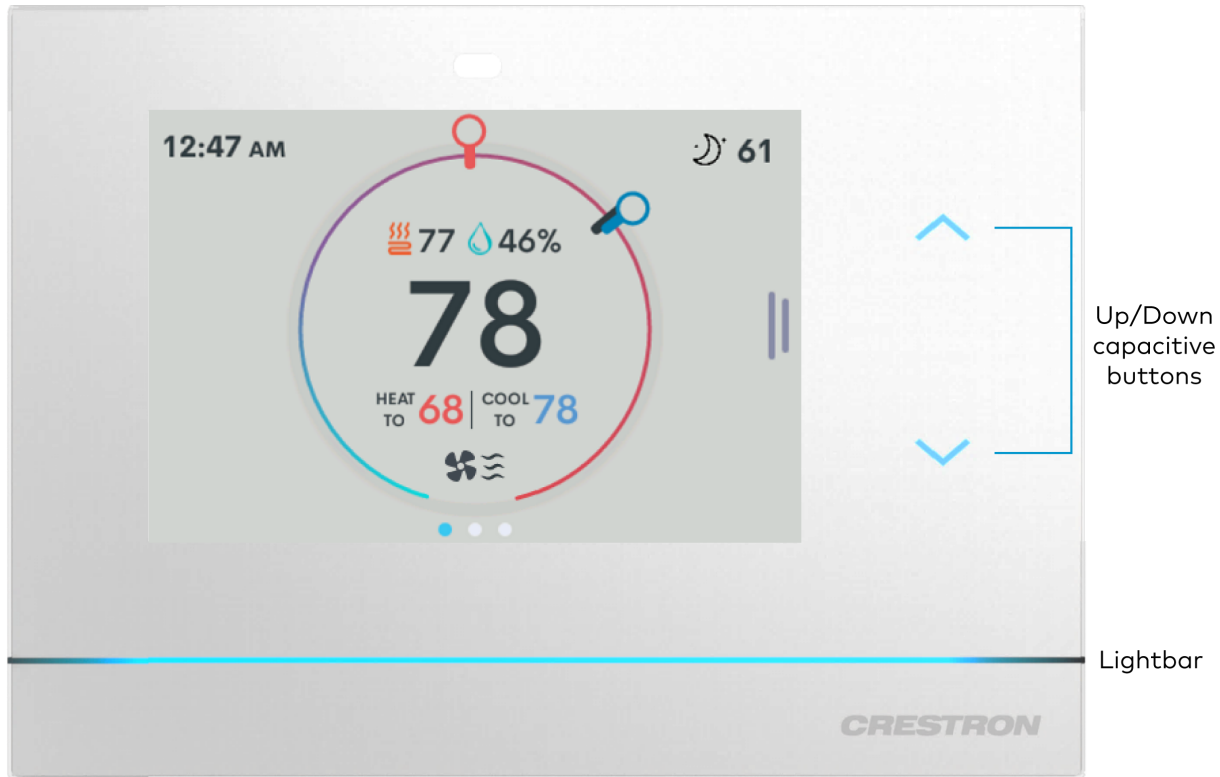 12:47 AM
61
77 46%
78
HEAT TO 68 COOL TO 78
Up/Down
capacitive
buttons
Lightbar
CRESTRON